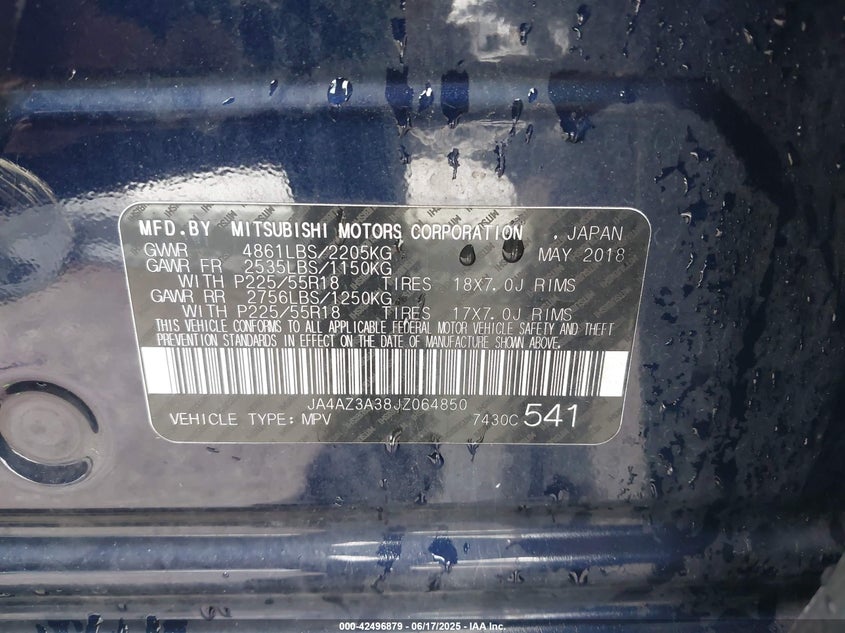 MFD.BY MITSUBISHI MOTORS CORPORATION , JAPAN
GVWR 4861LBS/2205KG MAY 2018
GAWR FR 2535LBS/1150KG
WITH P225/55R18 TIRES 18X7.0J RIMS
GAWR RR 2756LBS/1250KG
WITH P225/55R18 TIRES 17X7.0J RIMS
THIS VEHICLE CONFORMS TO ALL APPLICABLE FEDERAL MOTOR VEHICLE SAFETY AND THEFT
PREVENTION STANDARDS IN EFFECT ON THE DATE OF MANUFACTURE SHOWN ABOVE.
JA4AZ3A38JZ064850
VEHICLE TYPE: MPV 7430C 541
000-42496879 - 06/17/2025 - IAA Inc.